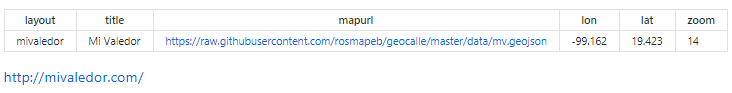 layout title mapurl lon lat zoom
mivaledor Mi Valedor https://raw.githubusercontent.com/rosmapeb/geocalle/master/data/mv.geojson -99.162 19.423 14
http://mivaledor.com/